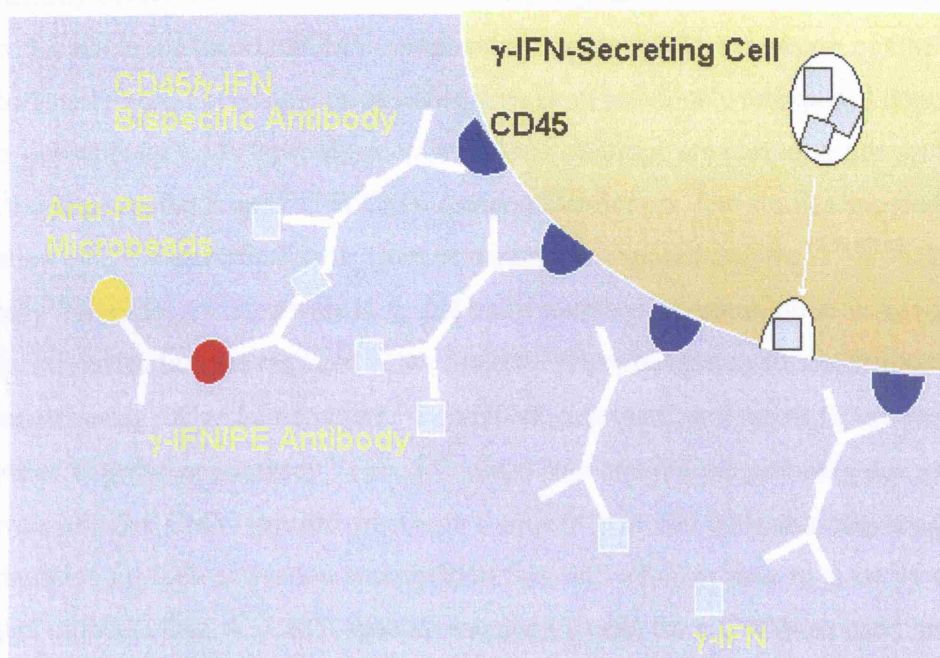 γ-IFN-Secreting Cell
CD45/γ-IFN
Bispecific Antibody
CD45
Anti-PE
Microbeads
γ-IFN/PE Antibody
γ-IFN